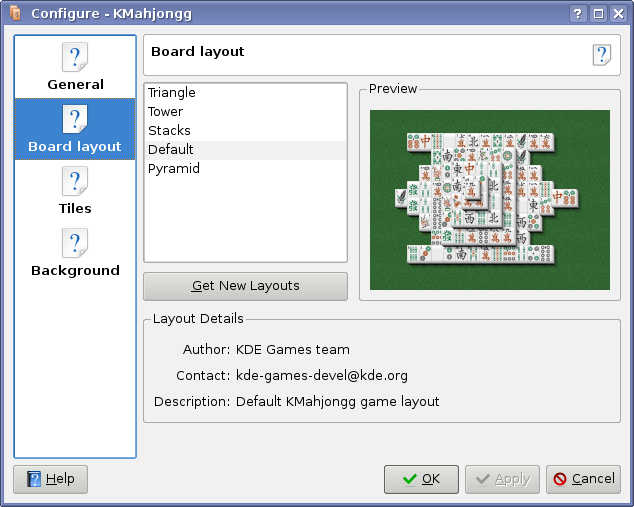 Configure - KMahjongg
General
Board layout
Tiles
Background
Board layout
Triangle
Tower
Stacks
Default
Pyramid
Get New Layouts
Preview
Layout Details
Author: KDE Games team
Contact: kde-games-devel@kde.org
Description: Default KMahjongg game layout
Help
OK
Apply
Cancel